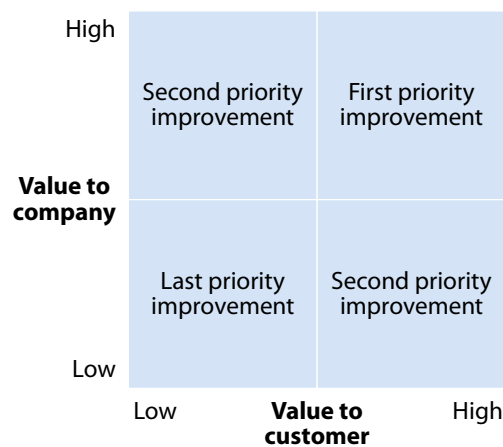 High
Second priority
improvement
First priority
improvement
Value to
company
Last priority
improvement
Second priority
improvement
Low
Low
Value to
customer
High